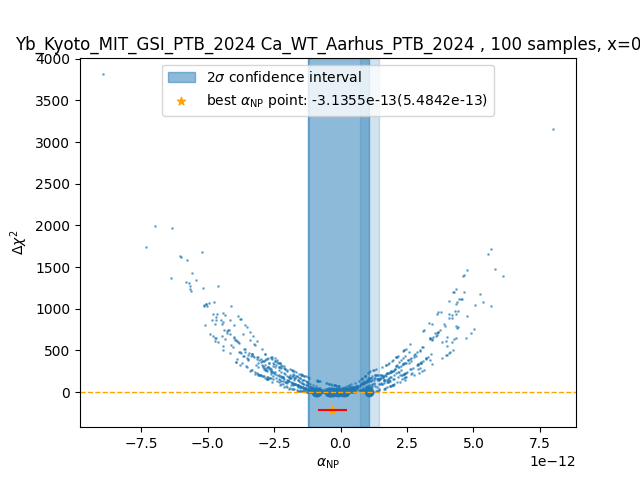 Yb_Kyoto_MIT_GSI_PTB_2024 Ca_WT_Aarhus_PTB_2024 , 100 samples, x=0
2σ confidence interval
best α_NP point: -3.1355e-13(5.4842e-13)
Δχ²
4000
3500
3000
2500
2000
1500
1000
500
0
−7.5 −5.0 −2.5 0.0 2.5 5.0 7.5
1e−12
α_NP